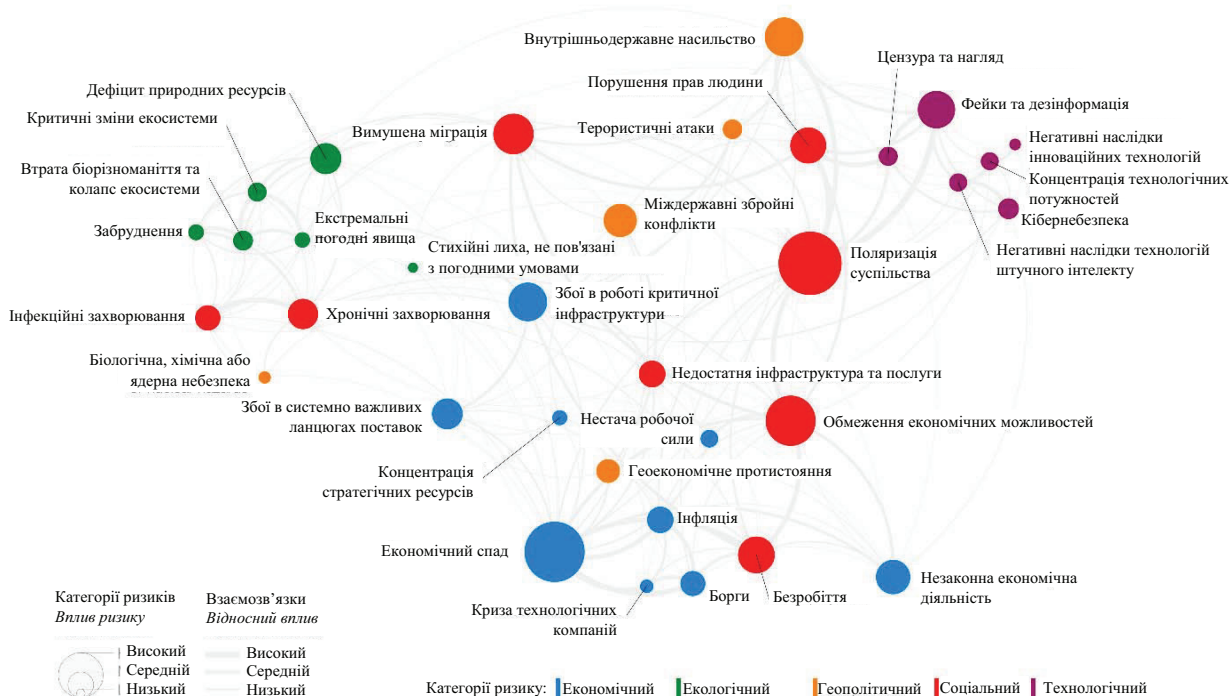 Внутрішньодержавне насильство
Цензура та нагляд
Дефіцит природних ресурсів
Порушення прав людини
Фейки та дезінформація
Критичні зміни екосистеми
Вимушена міграція
Терористичні атаки
Негативні наслідки
інноваційних технологій
Втрата біорізноманіття та
колапс екосистеми
Концентрація технологічних
потужностей
Міждержавні збройні
конфлікти
Кібернебезпека
Забруднення
Екстремальні
погодні явища
Стихійні лиха, не пов'язані
з погодними умовами
Поляризація
суспільства
Негативні наслідки технологій
штучного інтелекту
Збої в роботі критичної
інфраструктури
Інфекційні захворювання
Хронічні захворювання
Біологічна, хімічна або
ядерна небезпека
Недостатня інфраструктура та послуги
Збої в системно важливих
ланцюгах поставок
Нестача робочої
сили
Обмеження економічних можливостей
Концентрація
стратегічних ресурсів
Геоекономічне протистояння
Інфляція
Економічний спад
Незаконна економічна
діяльність
Криза технологічних
компаній
Борги
Безробіття
Категорії ризиків
Вплив ризику
Високий
Середній
Низький
Взаємозв'язки
Відносний вплив
Високий
Середній
Низький
Категорії ризику: Економічний Екологічний Геополітичний Соціальний Технологічний